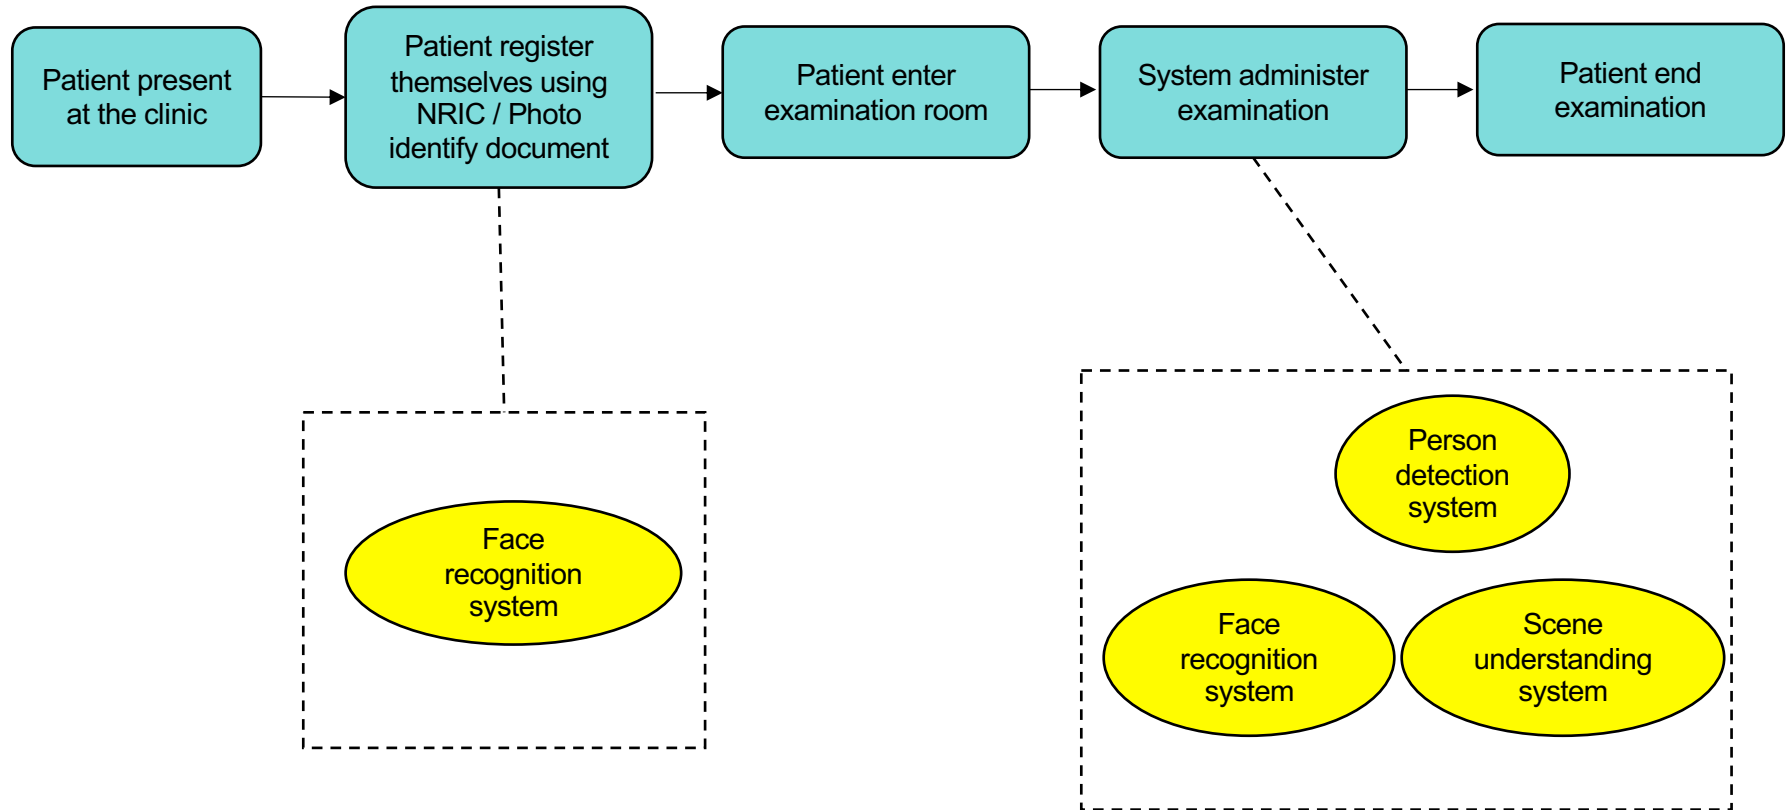 Patient present
at the clinic
Patient register
themselves using
NRIC / Photo
identify document
Patient enter
examination room
System administer
examination
Patient end
examination
Face
recognition
system
Person
detection
system
Face
recognition
system
Scene
understanding
system